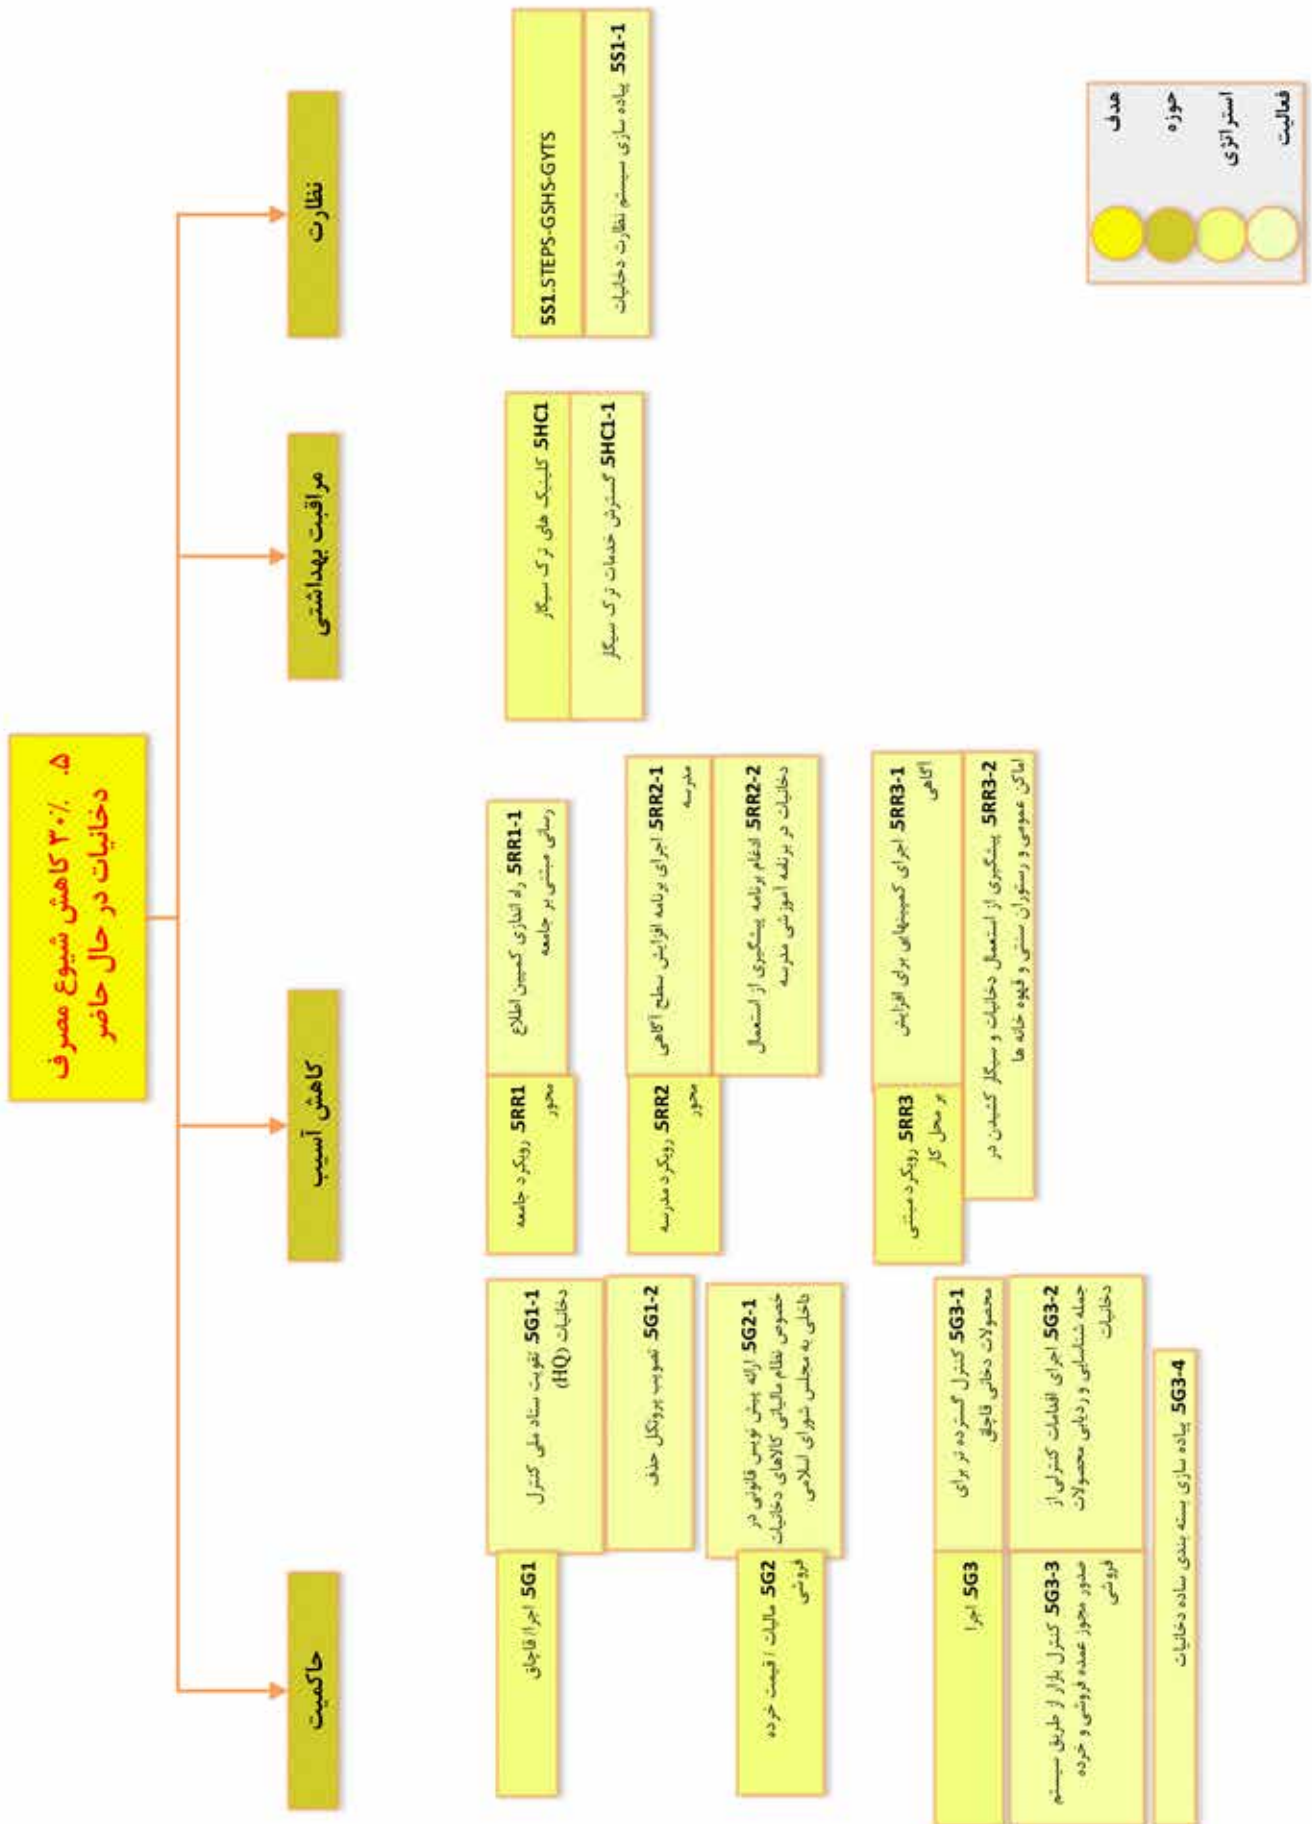 ۵. ۳۰٪ کاهش شیوع مصرف
دخانیات در حال حاضر
حاکمیت
کاهش آسیب
مراقبت بهداشتی
نظارت
5G1 اجرا/ قاچاق
5G1-1 تقویت ستاد ملی کنترل
دخانیات (HQ)
5G1-2 تصویب پروتکل حذف
5G2 مالیات / قیمت خرده
فروشی
5G2-1 ارائه پیش نویس قانونی در
خصوص نظام مالیاتی کالاهای دخانیات
داخلی به مجلس شورای اسلامی
5G3 اجرا
5G3-1 کنترل گسترده تر برای
محصولات دخانی قاچاق
5G3-2 اجرای اقدامات کنترلی از
جمله شناسایی و ردیابی محصولات
دخانیات
5G3-3 کنترل بازار از طریق سیستم
صدور مجوز عمده فروشی و خرده
فروشی
5G3-4 پیاده سازی بسته بندی ساده دخانیات
5RR1 رویکرد جامعه
محور
5RR1-1 راه اندازی کمپین اطلاع
رسانی مبتنی بر جامعه
5RR2 رویکرد مدرسه
محور
5RR2-1 اجرای برنامه افزایش سطح آگاهی
مدرسه
5RR2-2 ادغام برنامه پیشگیری از استعمال
دخانیات در برنامه آموزشی مدرسه
5RR3 رویکرد مبتنی
بر محل کار
5RR3-1 اجرای کمپینهایی برای افزایش
آگاهی
5RR3-2 پیشگیری از استعمال دخانیات و سیگار کشیدن در
اماکن عمومی و رستوران سنتی و قهوه خانه ها
5HC1 کلینیک های ترک سیگار
5HC1-1 گسترش خدمات ترک سیگار
5S1.STEPS-GSHS-GYTS
5S1-1 پیاده سازی سیستم نظارت دخانیات
هدف
حوزه
استراتژی
فعالیت